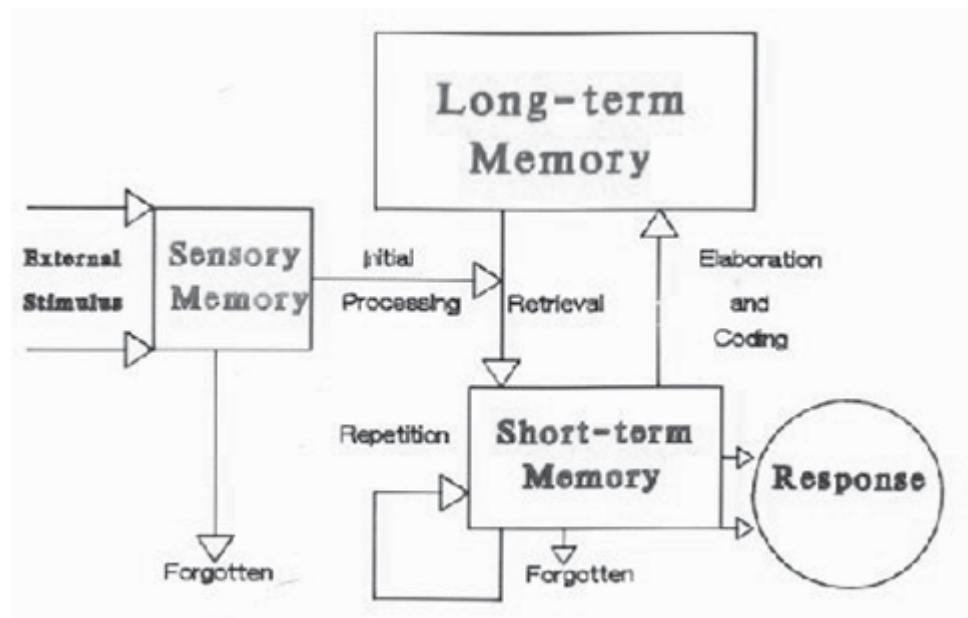 Long-term
Memory
External
Stimulus
Sensory
Memory
Initial
Processing
Retrieval
Elaboration
and
Coding
Repetition
Short-term
Memory
Response
Forgotten
Forgotten